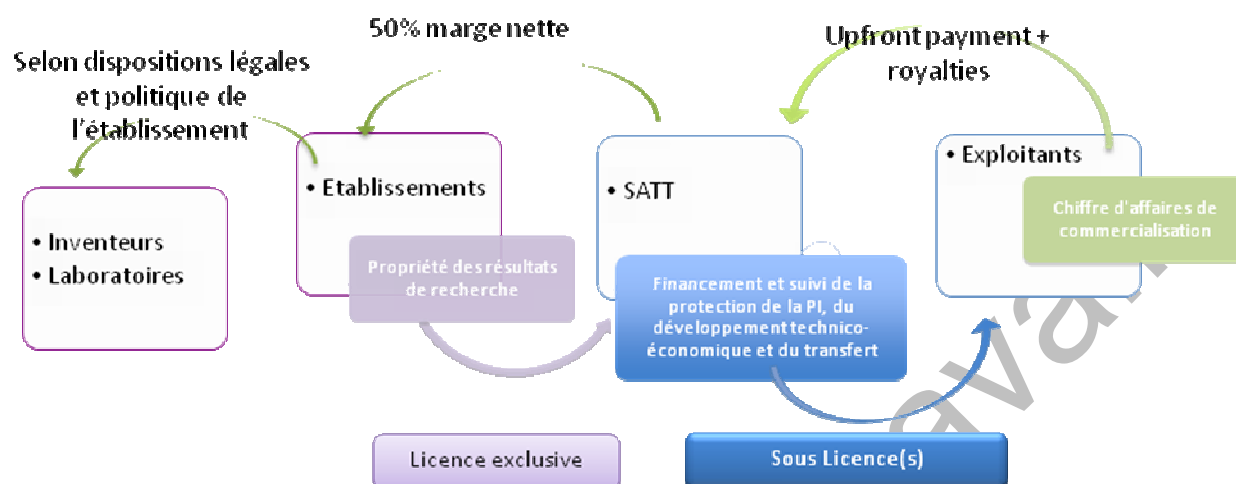 50% marge nette
Upfront payment +
royalties
Selon dispositions légales
et politique de
l'établissement
• Inventeurs
• Laboratoires
• Etablissements
Propriété des résultats
de recherche
• SATT
Financement et suivi de la
protection de la PI, du
développement technico-
économique et du transfert
• Exploitants
Chiffre d'affaires de
commercialisation
Licence exclusive
Sous Licence(s)